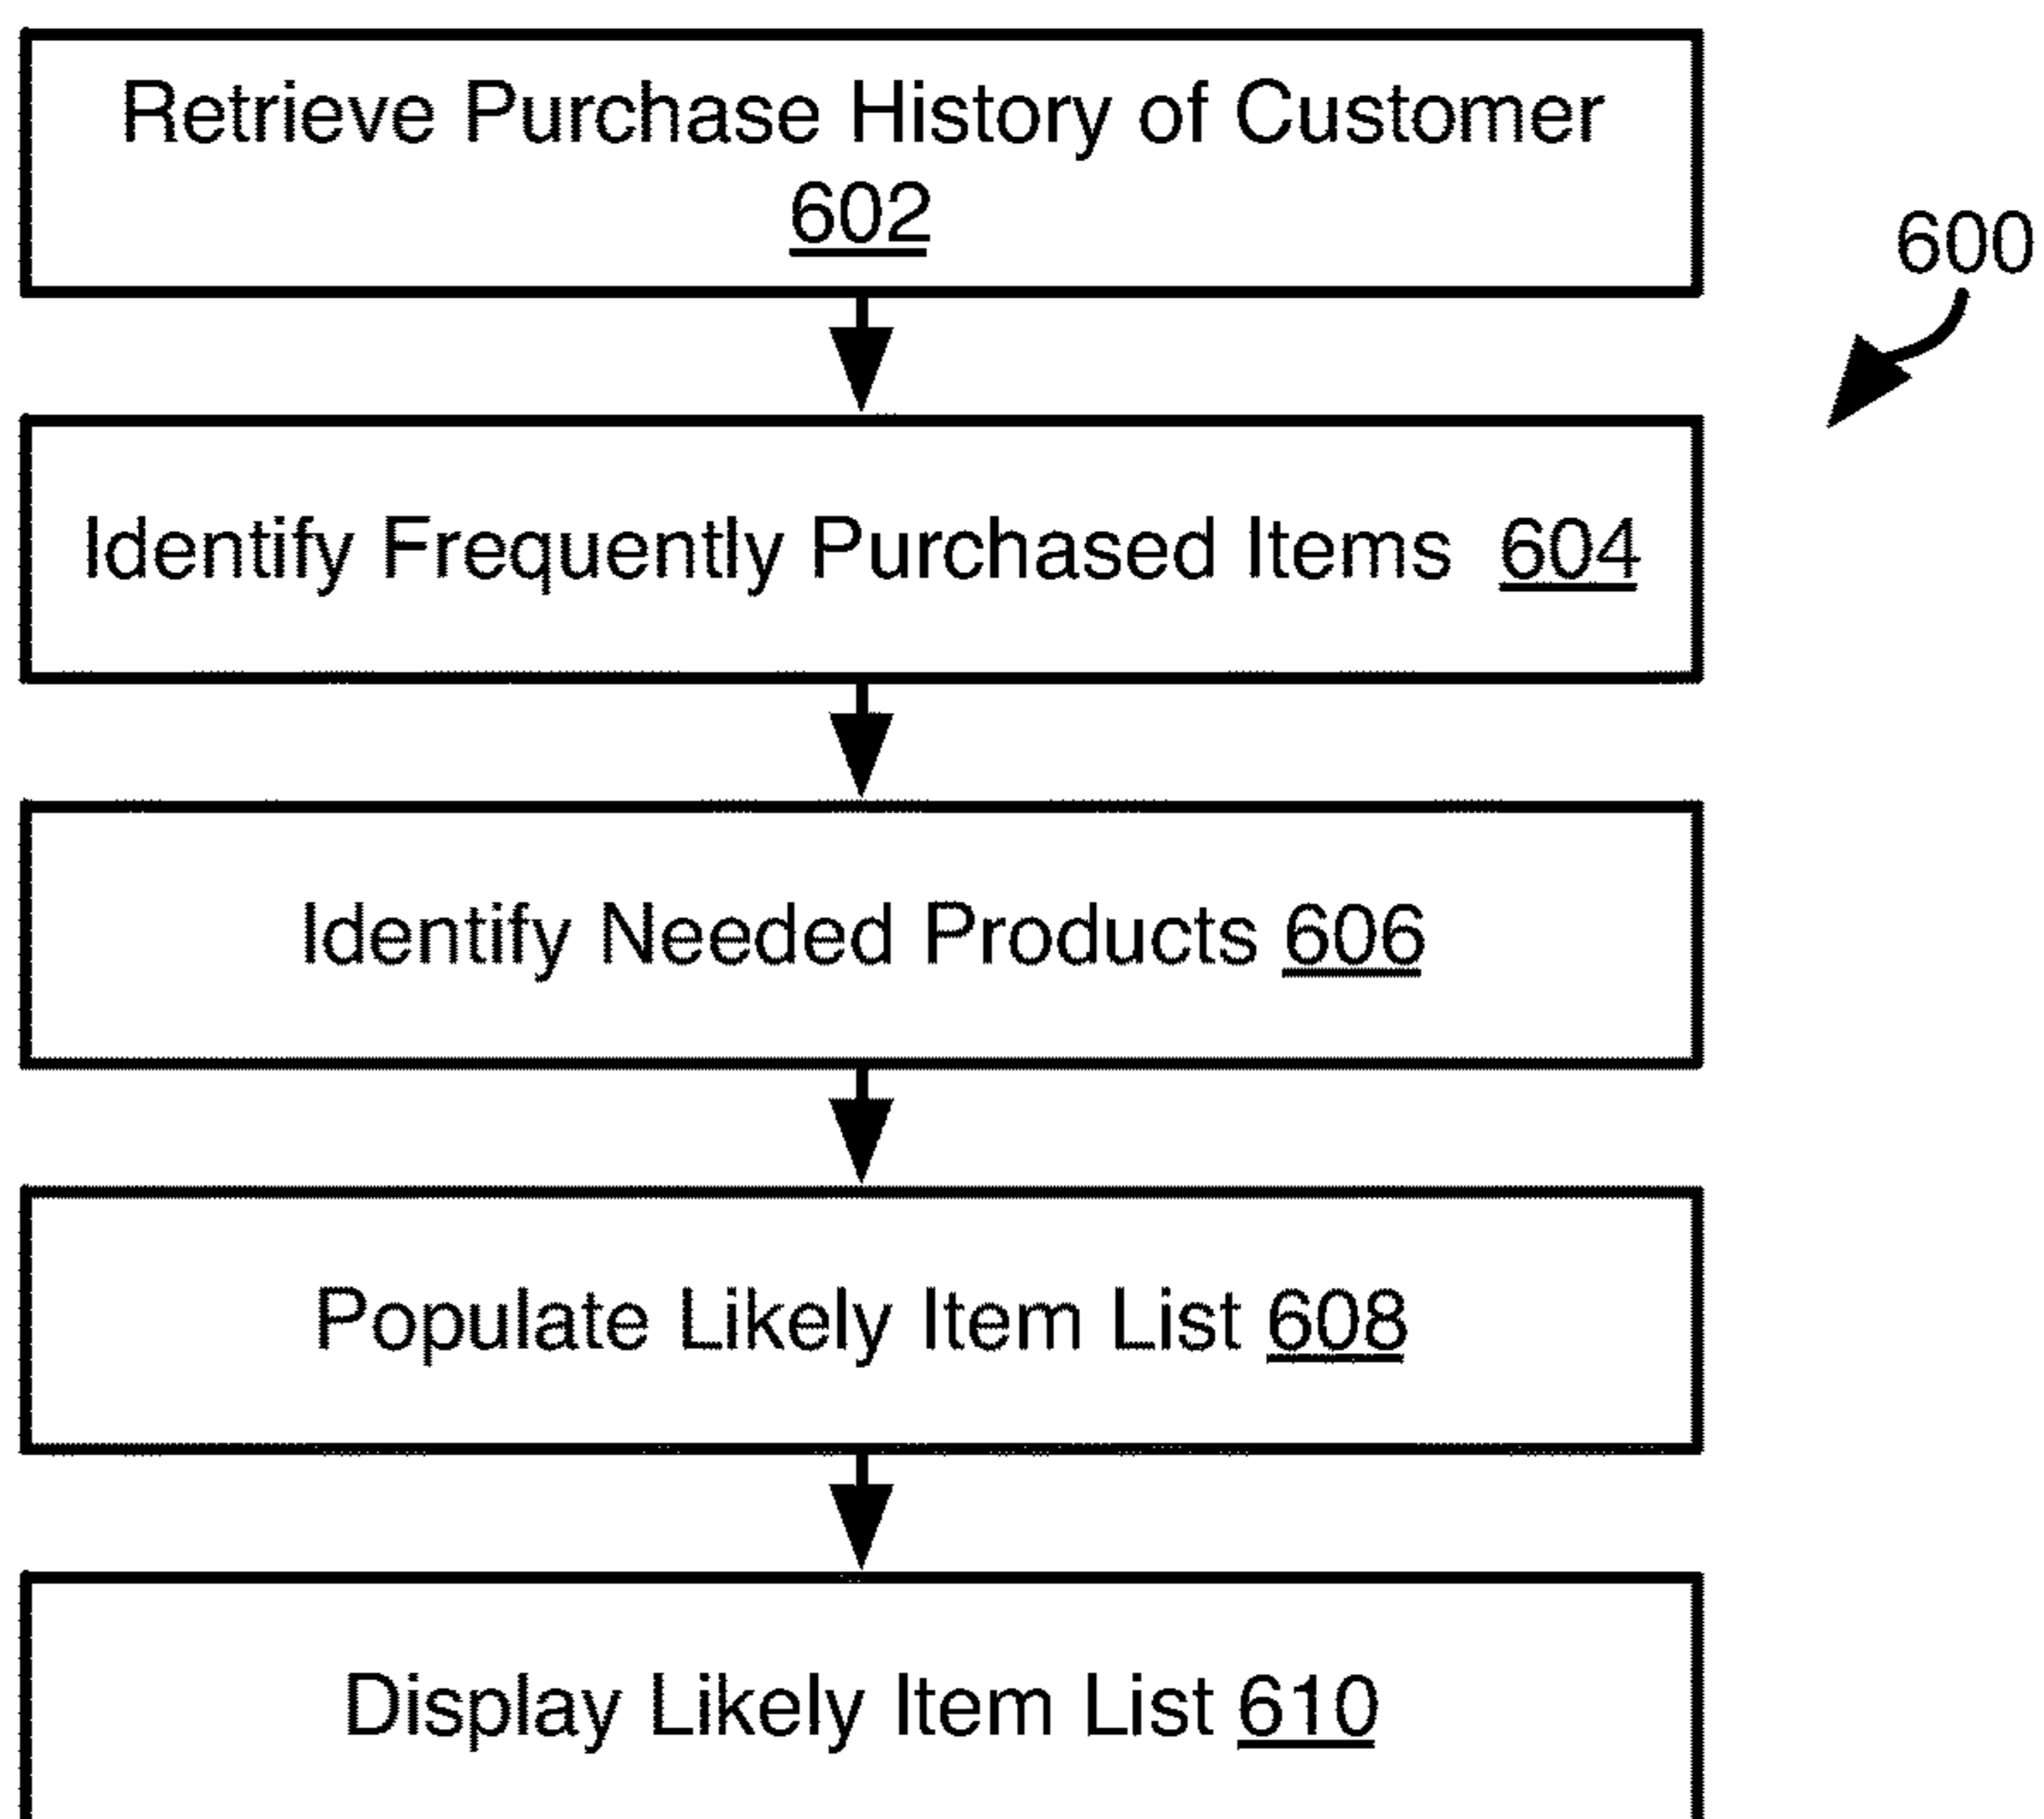 Retrieve Purchase History of Customer
602
600
Identify Frequently Purchased Items 604
Identify Needed Products 606
Populate Likely Item List 608
Display Likely Item List 610